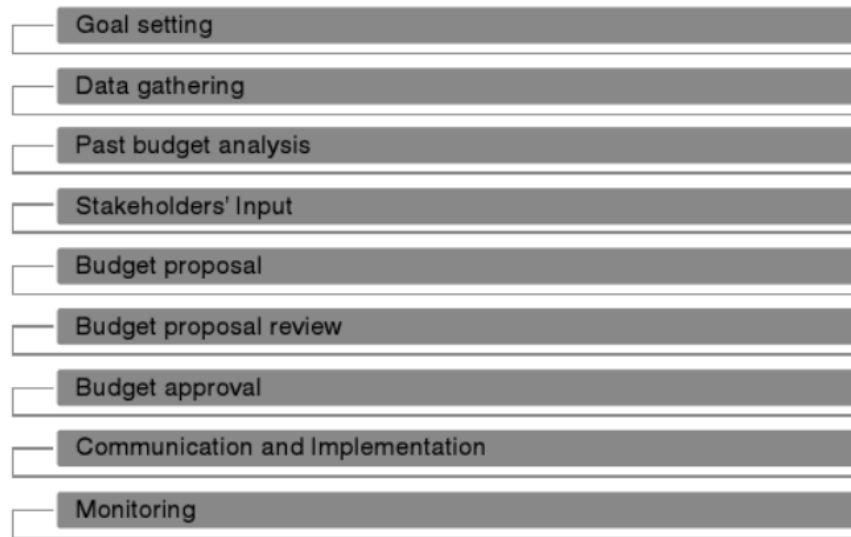 Goal setting
Data gathering
Past budget analysis
Stakeholders' Input
Budget proposal
Budget proposal review
Budget approval
Communication and Implementation
Monitoring